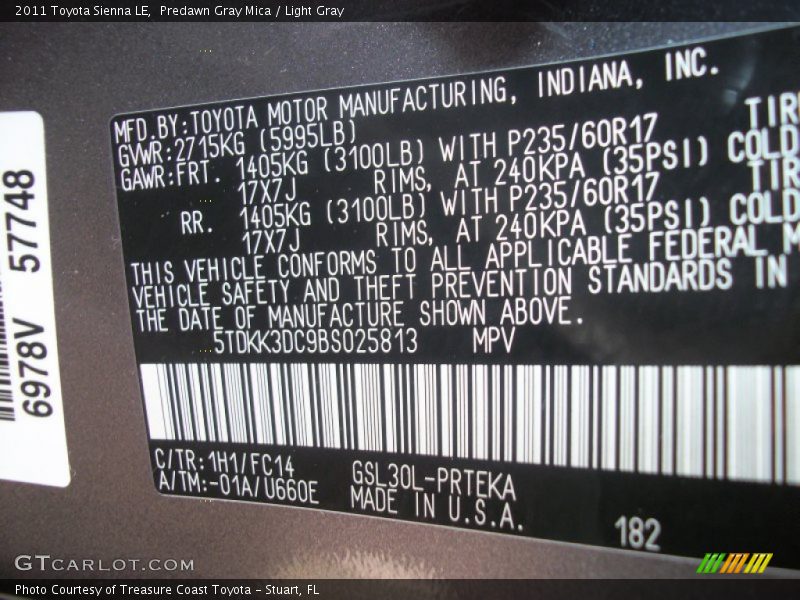 2011 Toyota Sienna LE, Predawn Gray Mica / Light Gray
MFD.BY:TOYOTA MOTOR MANUFACTURING, INDIANA, INC.
GVWR:2715KG (5995LB)
GAWR:FRT. 1405KG (3100LB) WITH P235/60R17 TIR
17X7J RIMS, AT 240KPA (35PSI) COLD
RR. 1405KG (3100LB) WITH P235/60R17 TIR
17X7J RIMS, AT 240KPA (35PSI) COLD
THIS VEHICLE CONFORMS TO ALL APPLICABLE FEDERAL M
VEHICLE SAFETY AND THEFT PREVENTION STANDARDS IN
THE DATE OF MANUFACTURE SHOWN ABOVE.
5TDKK3DC9BS025813 MPV
C/TR:1H1/FC14 GSL30L-PRTEKA
A/TM:-01A/U660E MADE IN U.S.A.
182
6978V 57748
GTCARLOT.COM
Photo Courtesy of Treasure Coast Toyota - Stuart, FL